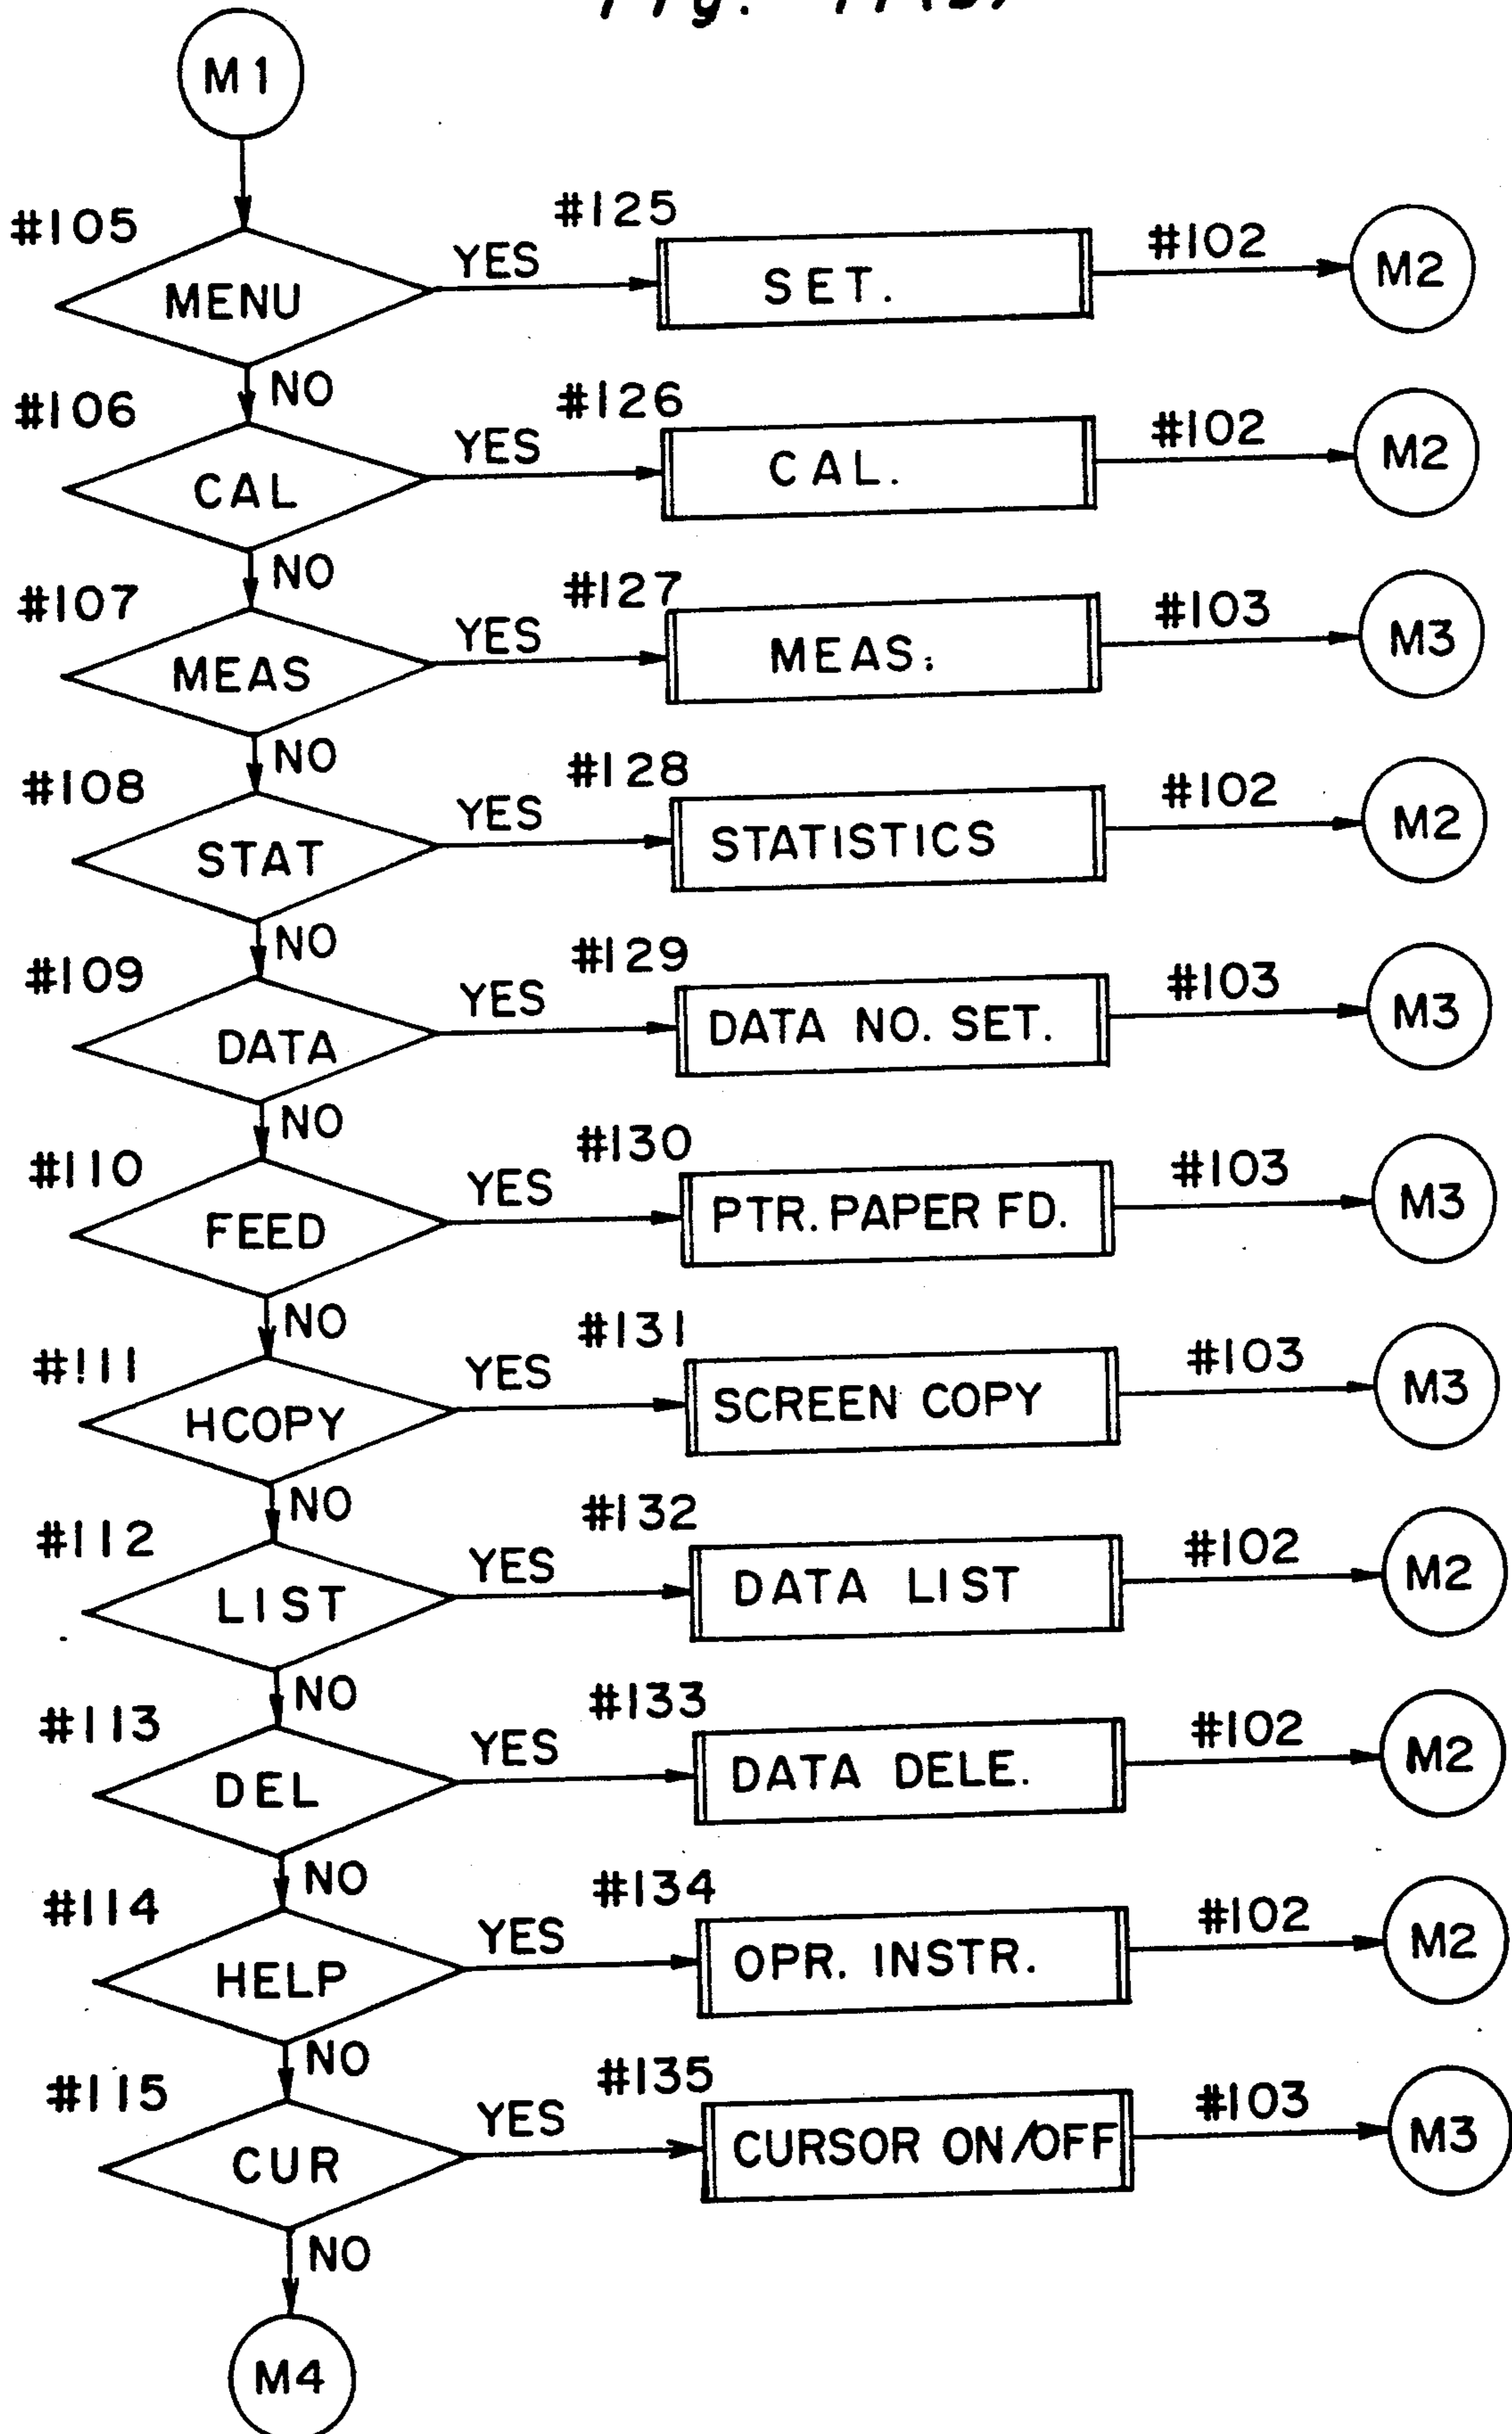 M1
#105
MENU
YES
#125
SET.
#102
M2
NO
#106
CAL
YES
#126
CAL.
#102
M2
NO
#107
MEAS
YES
#127
MEAS.
#103
M3
NO
#108
STAT
YES
#128
STATISTICS
#102
M2
NO
#109
DATA
YES
#129
DATA NO. SET.
#103
M3
NO
#110
FEED
YES
#130
PTR. PAPER FD.
#103
M3
NO
#111
HCOPY
YES
#131
SCREEN COPY
#103
M3
NO
#112
LIST
YES
#132
DATA LIST
#102
M2
NO
#113
DEL
YES
#133
DATA DELE.
#102
M2
NO
#114
HELP
YES
#134
OPR. INSTR.
#102
M2
NO
#115
CUR
YES
#135
CURSOR ON/OFF
#103
M3
NO
M4